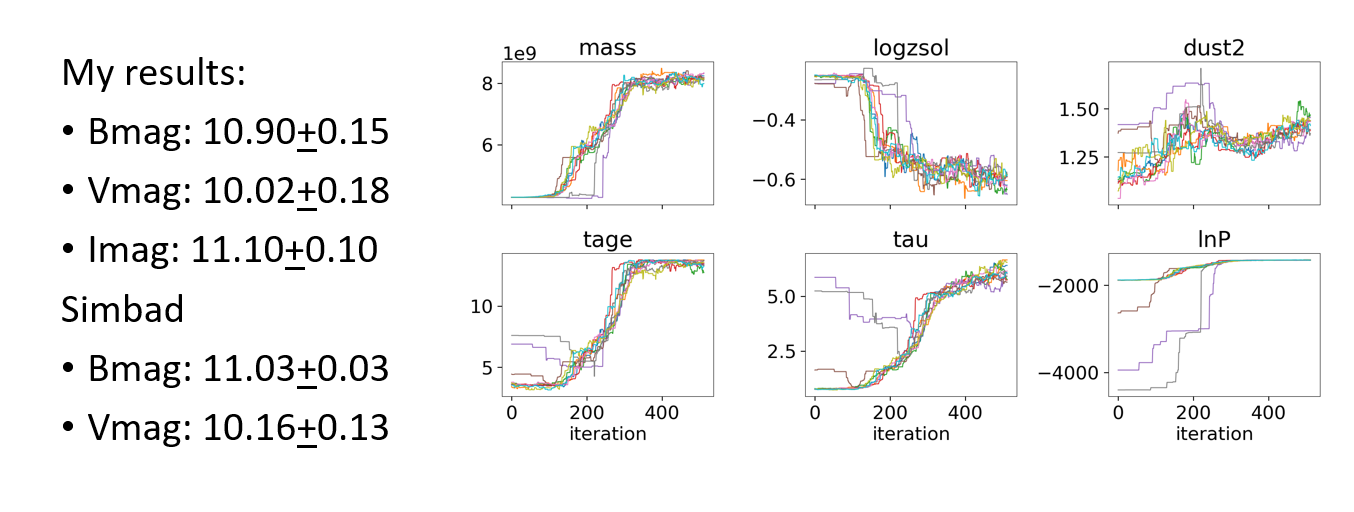 My results:
• Bmag: 10.90±0.15
• Vmag: 10.02±0.18
• Imag: 11.10±0.10
Simbad
• Bmag: 11.03±0.03
• Vmag: 10.16±0.13
1e9 mass
8
6
logzsol
−0.4
−0.6
dust2
1.50
1.25
tage
10
5
0 200 400
iteration
tau
5.0
2.5
0 200 400
iteration
lnP
−2000
−4000
0 200 400
iteration